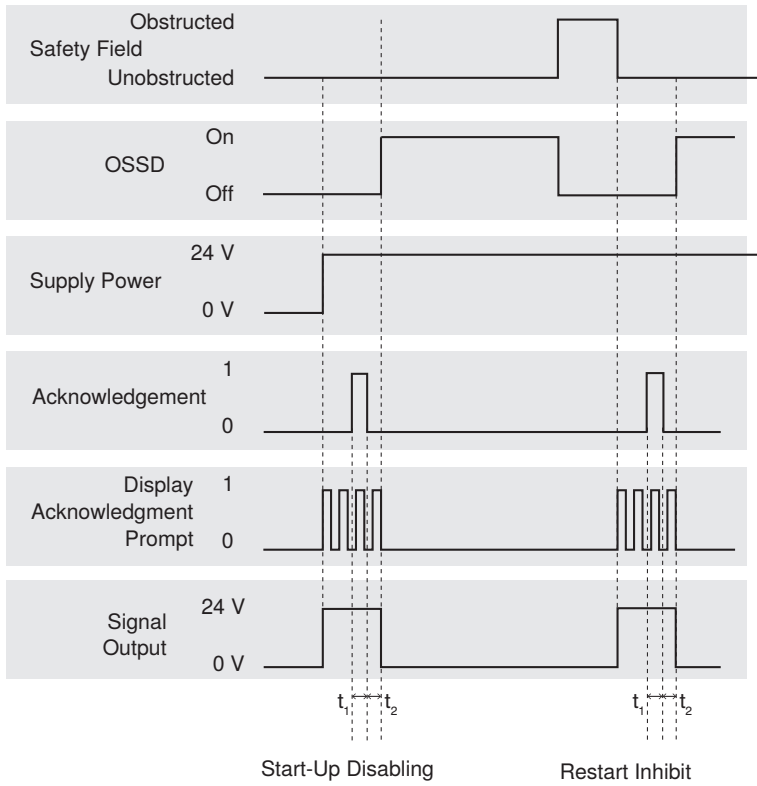 Obstructed
Safety Field
Unobstructed
On
OSSD
Off
24 V
Supply Power
0 V
1
Acknowledgement
0
Display 1
Acknowledgment
Prompt 0
24 V
Signal
Output
0 V
t1 t2 t1 t2
Start-Up Disabling Restart Inhibit